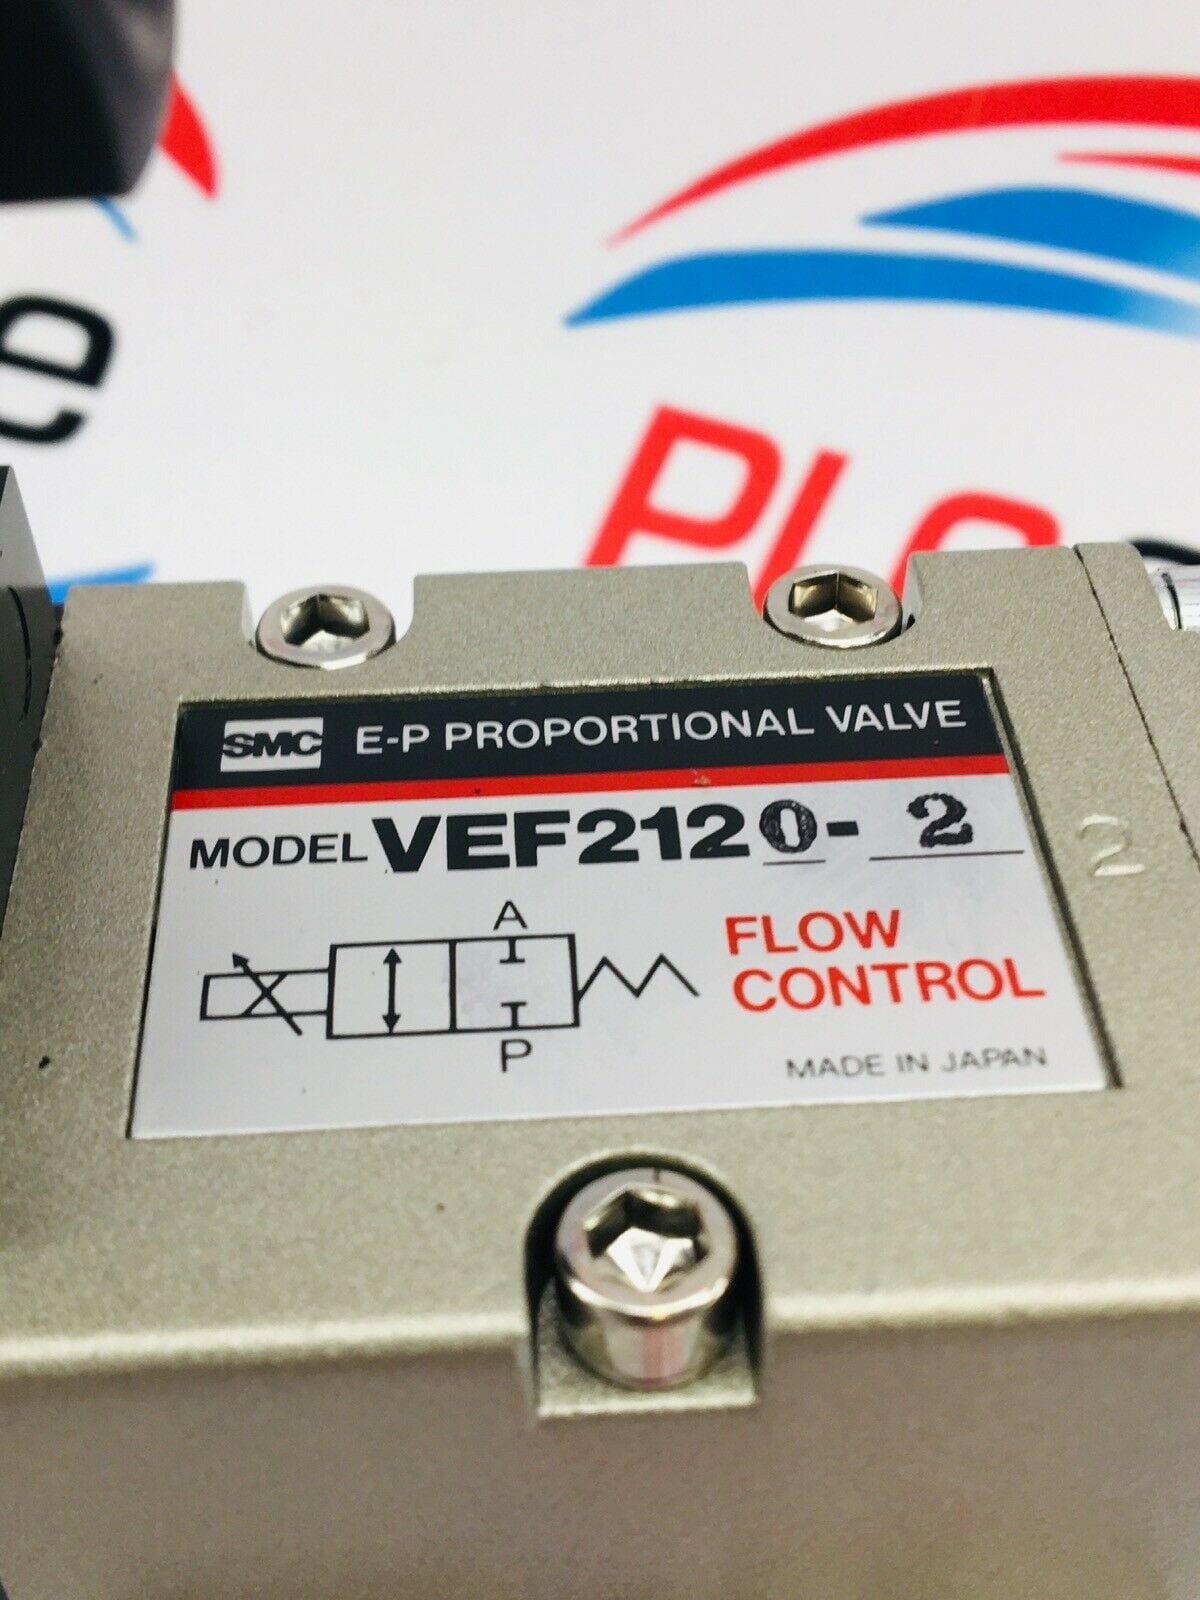 PLC
SMC E-P PROPORTIONAL VALVE
MODEL VEF2120-2
2
A
FLOW
CONTROL
P
MADE IN JAPAN